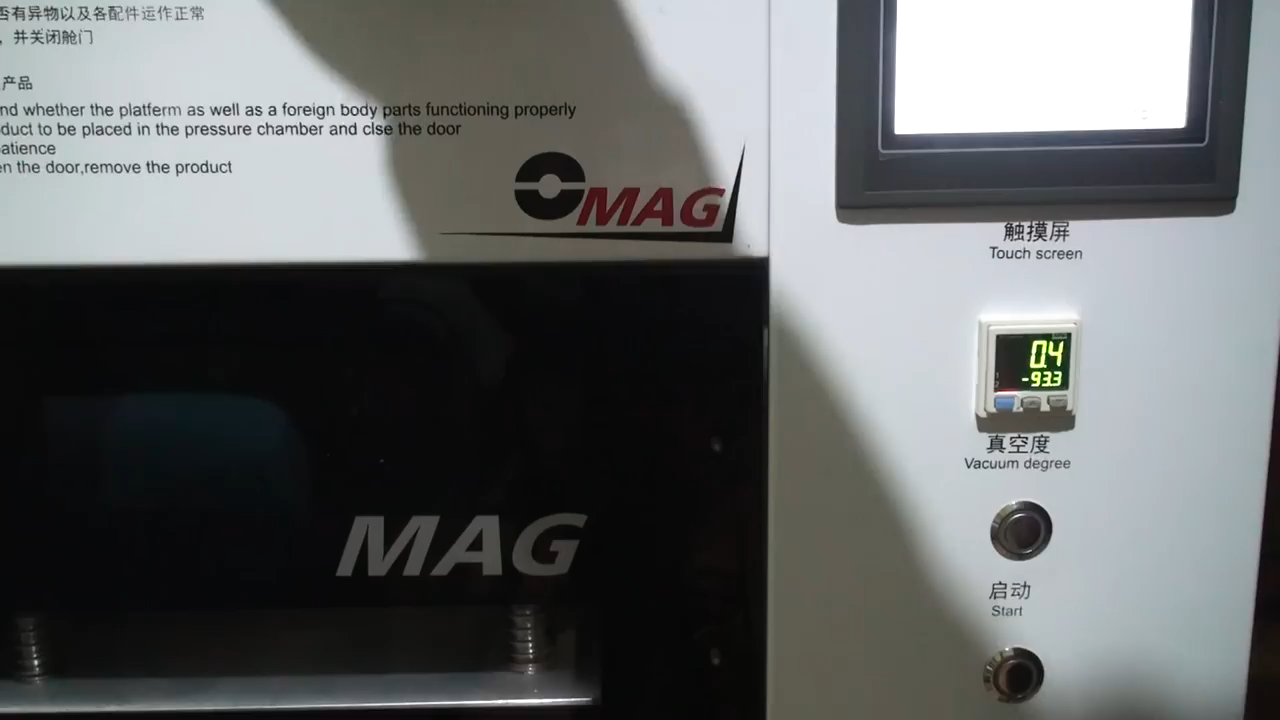 否有异物以及各配件运作正常
，并关闭舱门
产品
nd whether the platferm as well as a foreign body parts functioning properly
duct to be placed in the pressure chamber and clse the door
atience
en the door,remove the product
MAG
触摸屏
Touch screen
0.4
-93.3
真空度
Vacuum degree
MAG
启动
Start